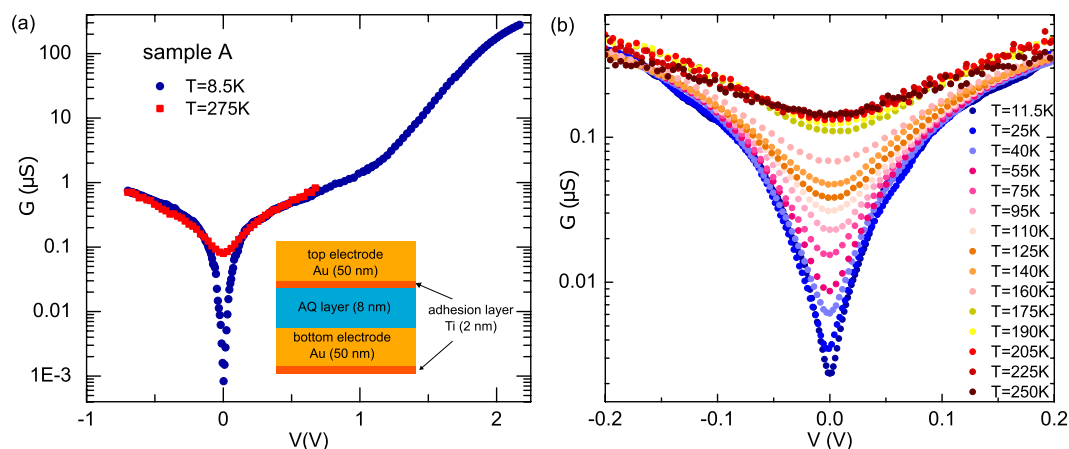 (a)
sample A
T=8.5K
T=275K
100
10
1
0.1
0.01
1E-3
G (µS)
-1
0
1
2
V(V)
top electrode
Au (50 nm)
AQ layer (8 nm)
bottom electrode
Au (50 nm)
adhesion layer
Ti (2 nm)
(b)
0.1
0.01
G (µS)
-0.2
-0.1
0.0
0.1
0.2
V (V)
T=11.5K
T=25K
T=40K
T=55K
T=75K
T=95K
T=110K
T=125K
T=140K
T=160K
T=175K
T=190K
T=205K
T=225K
T=250K